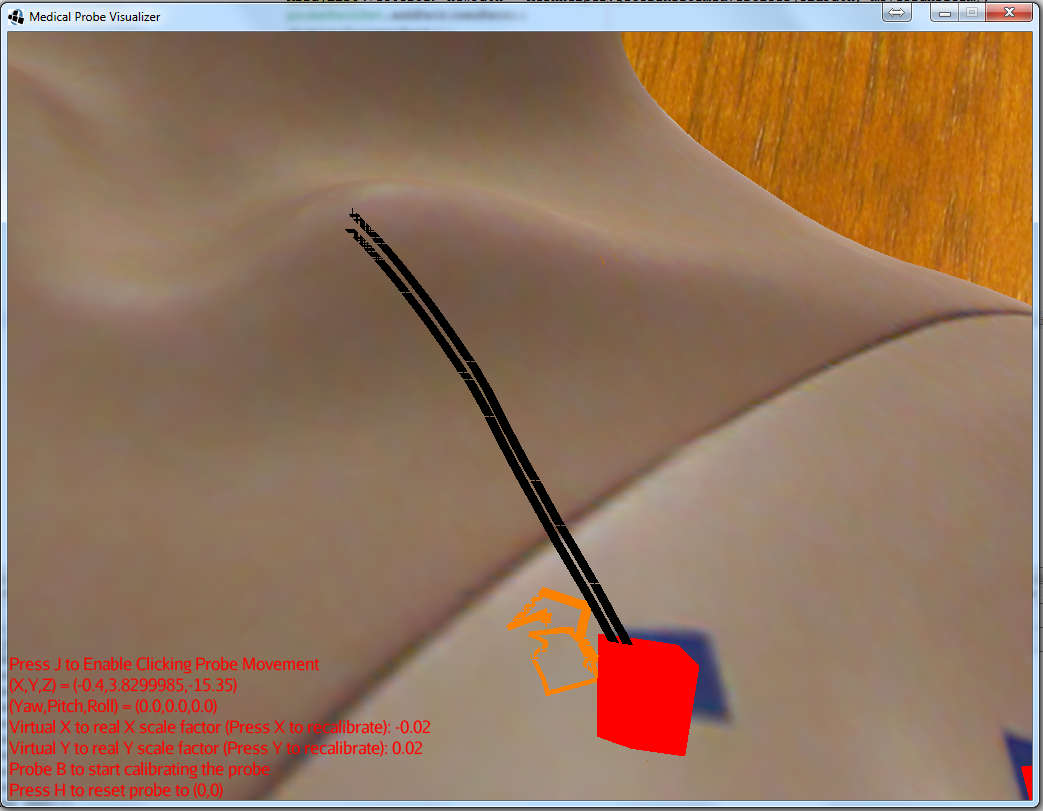 Medical Probe Visualizer
Press J to Enable Clicking Probe Movement
(X,Y,Z) = (-0.4,3.8299985,-15.35)
(Yaw,Pitch,Roll) = (0.0,0.0,0.0)
Virtual X to real X scale factor (Press X to recalibrate): -0.02
Virtual Y to real Y scale factor (Press Y to recalibrate): 0.02
Probe B to start calibrating the probe
Press H to reset probe to (0,0)